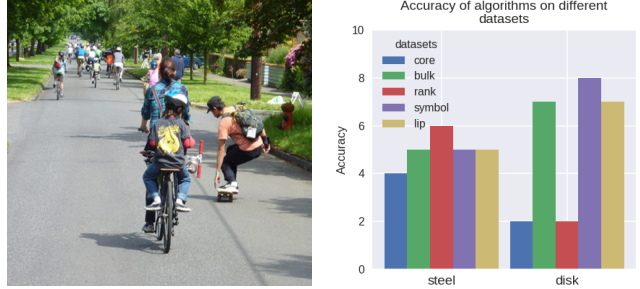 Accuracy of algorithms on different
datasets
10
8
6
4
2
0
Accuracy
datasets
core
bulk
rank
symbol
lip
steel
disk